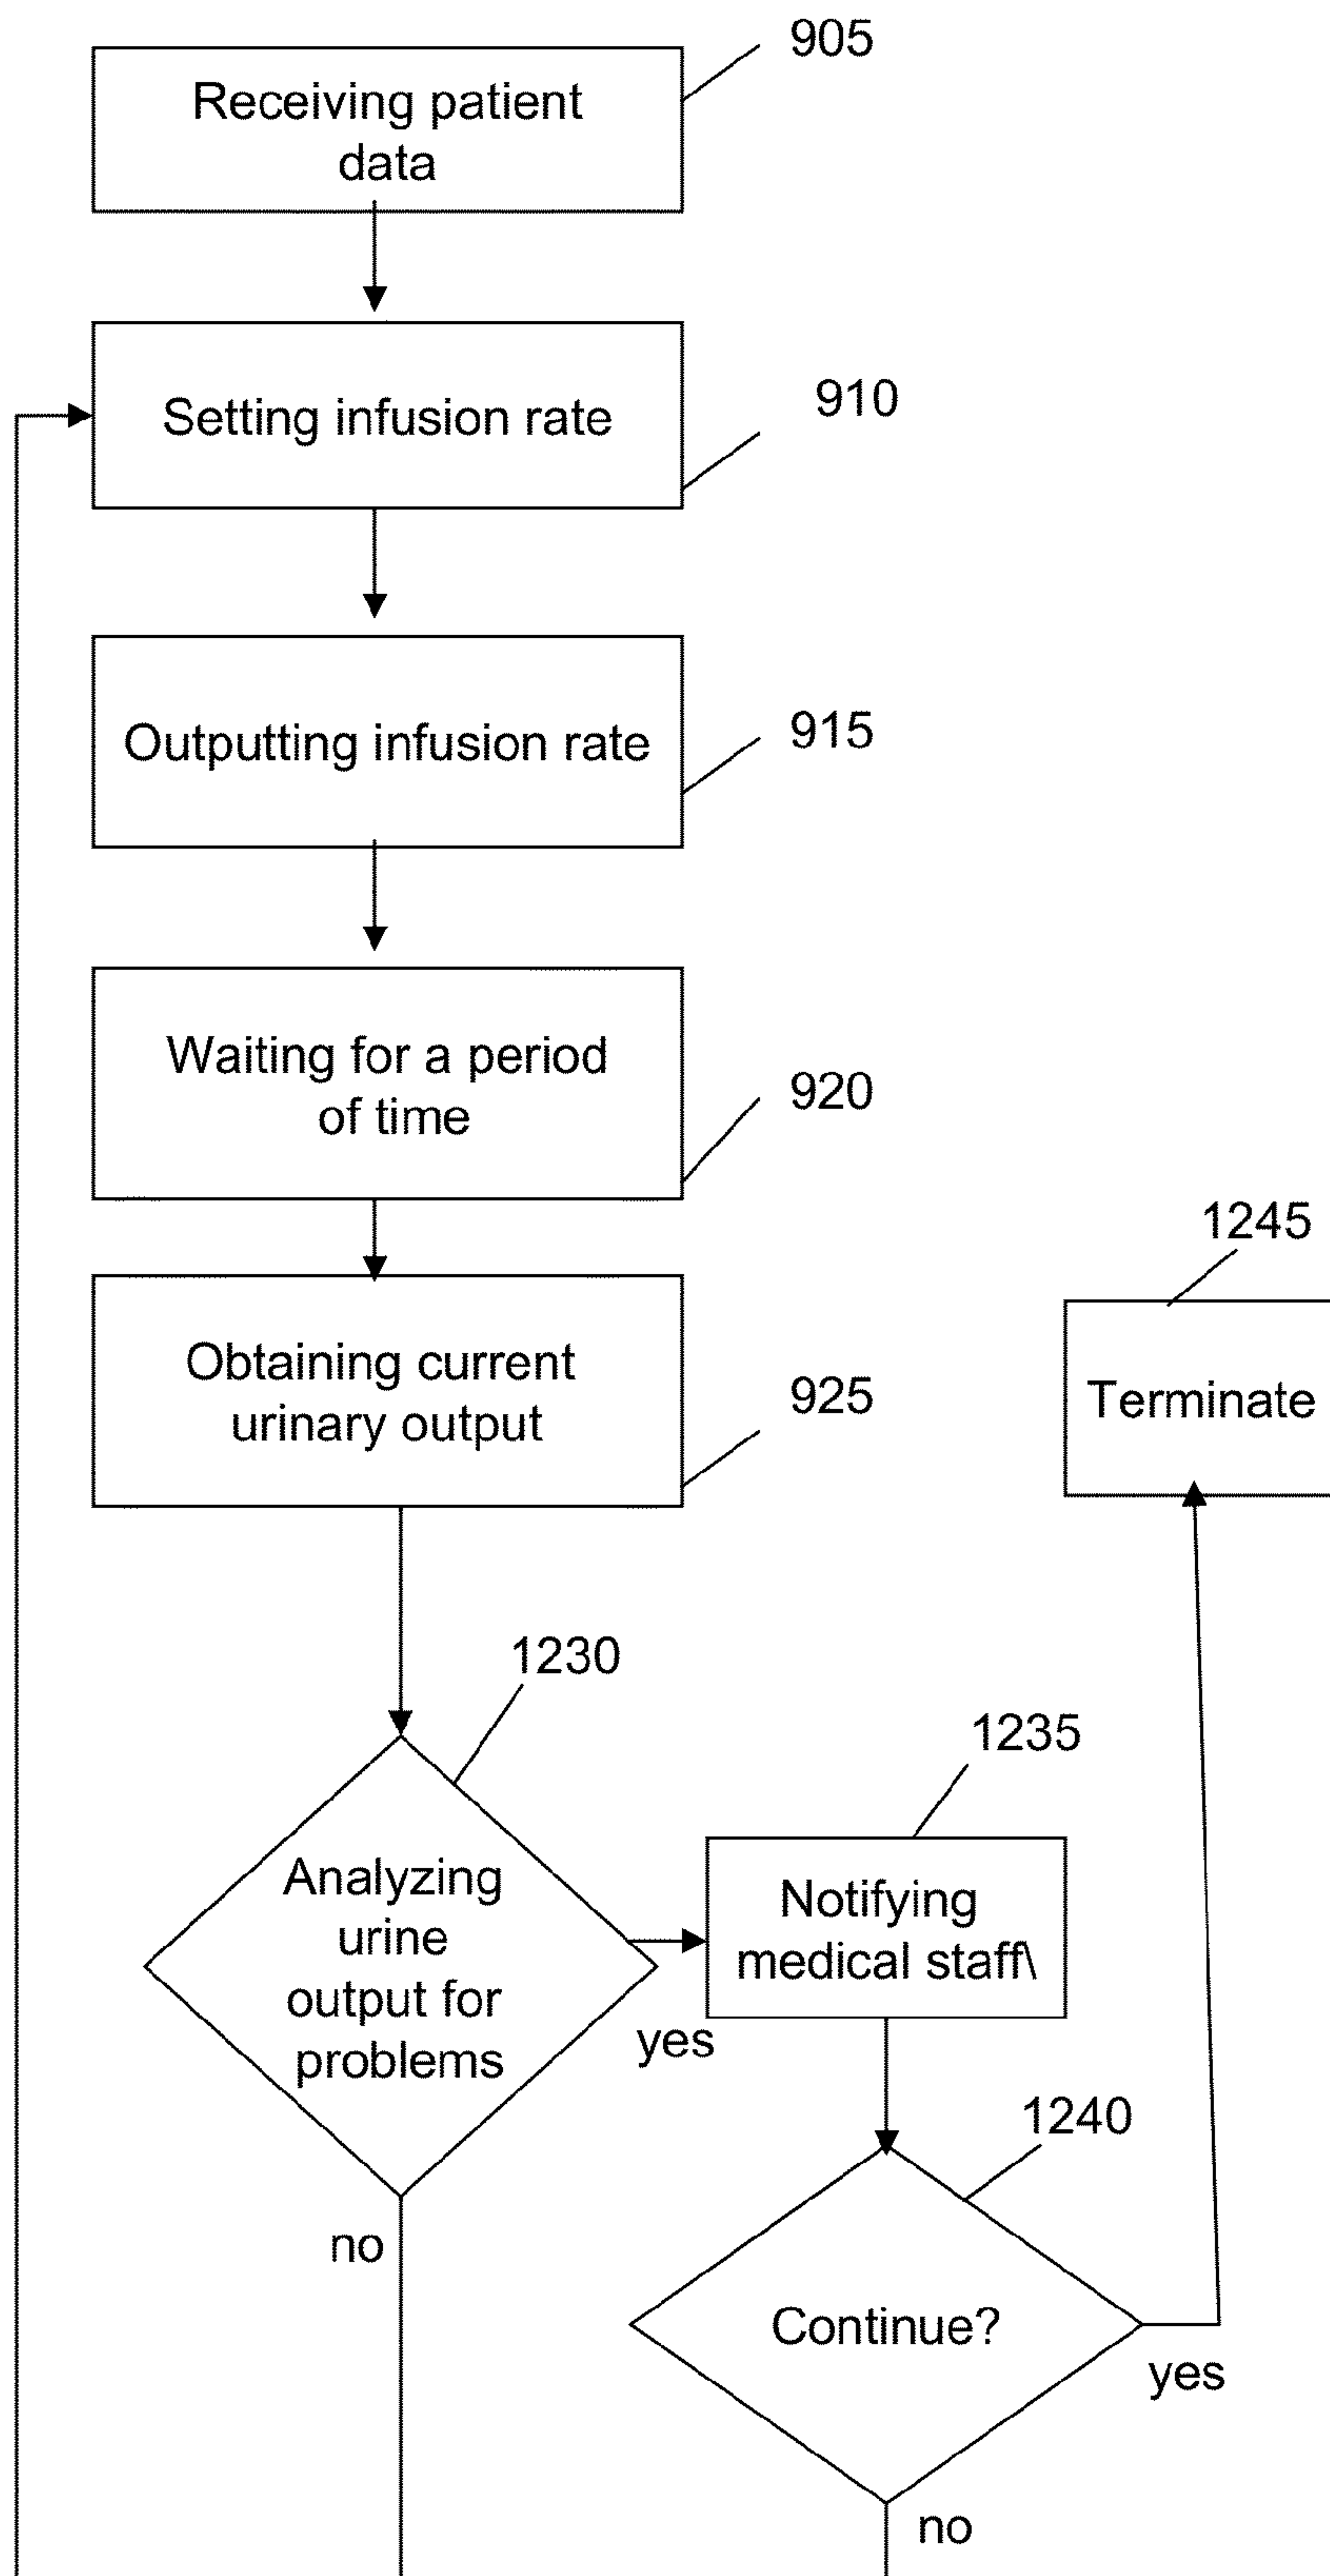 905
Receiving patient
data
910
Setting infusion rate
915
Outputting infusion rate
Waiting for a period
of time
920
1245
Terminate
Obtaining current
urinary output
925
1230
1235
Analyzing
urine
output for
problems
yes
Notifying
medical staff\
1240
no
Continue?
yes
no